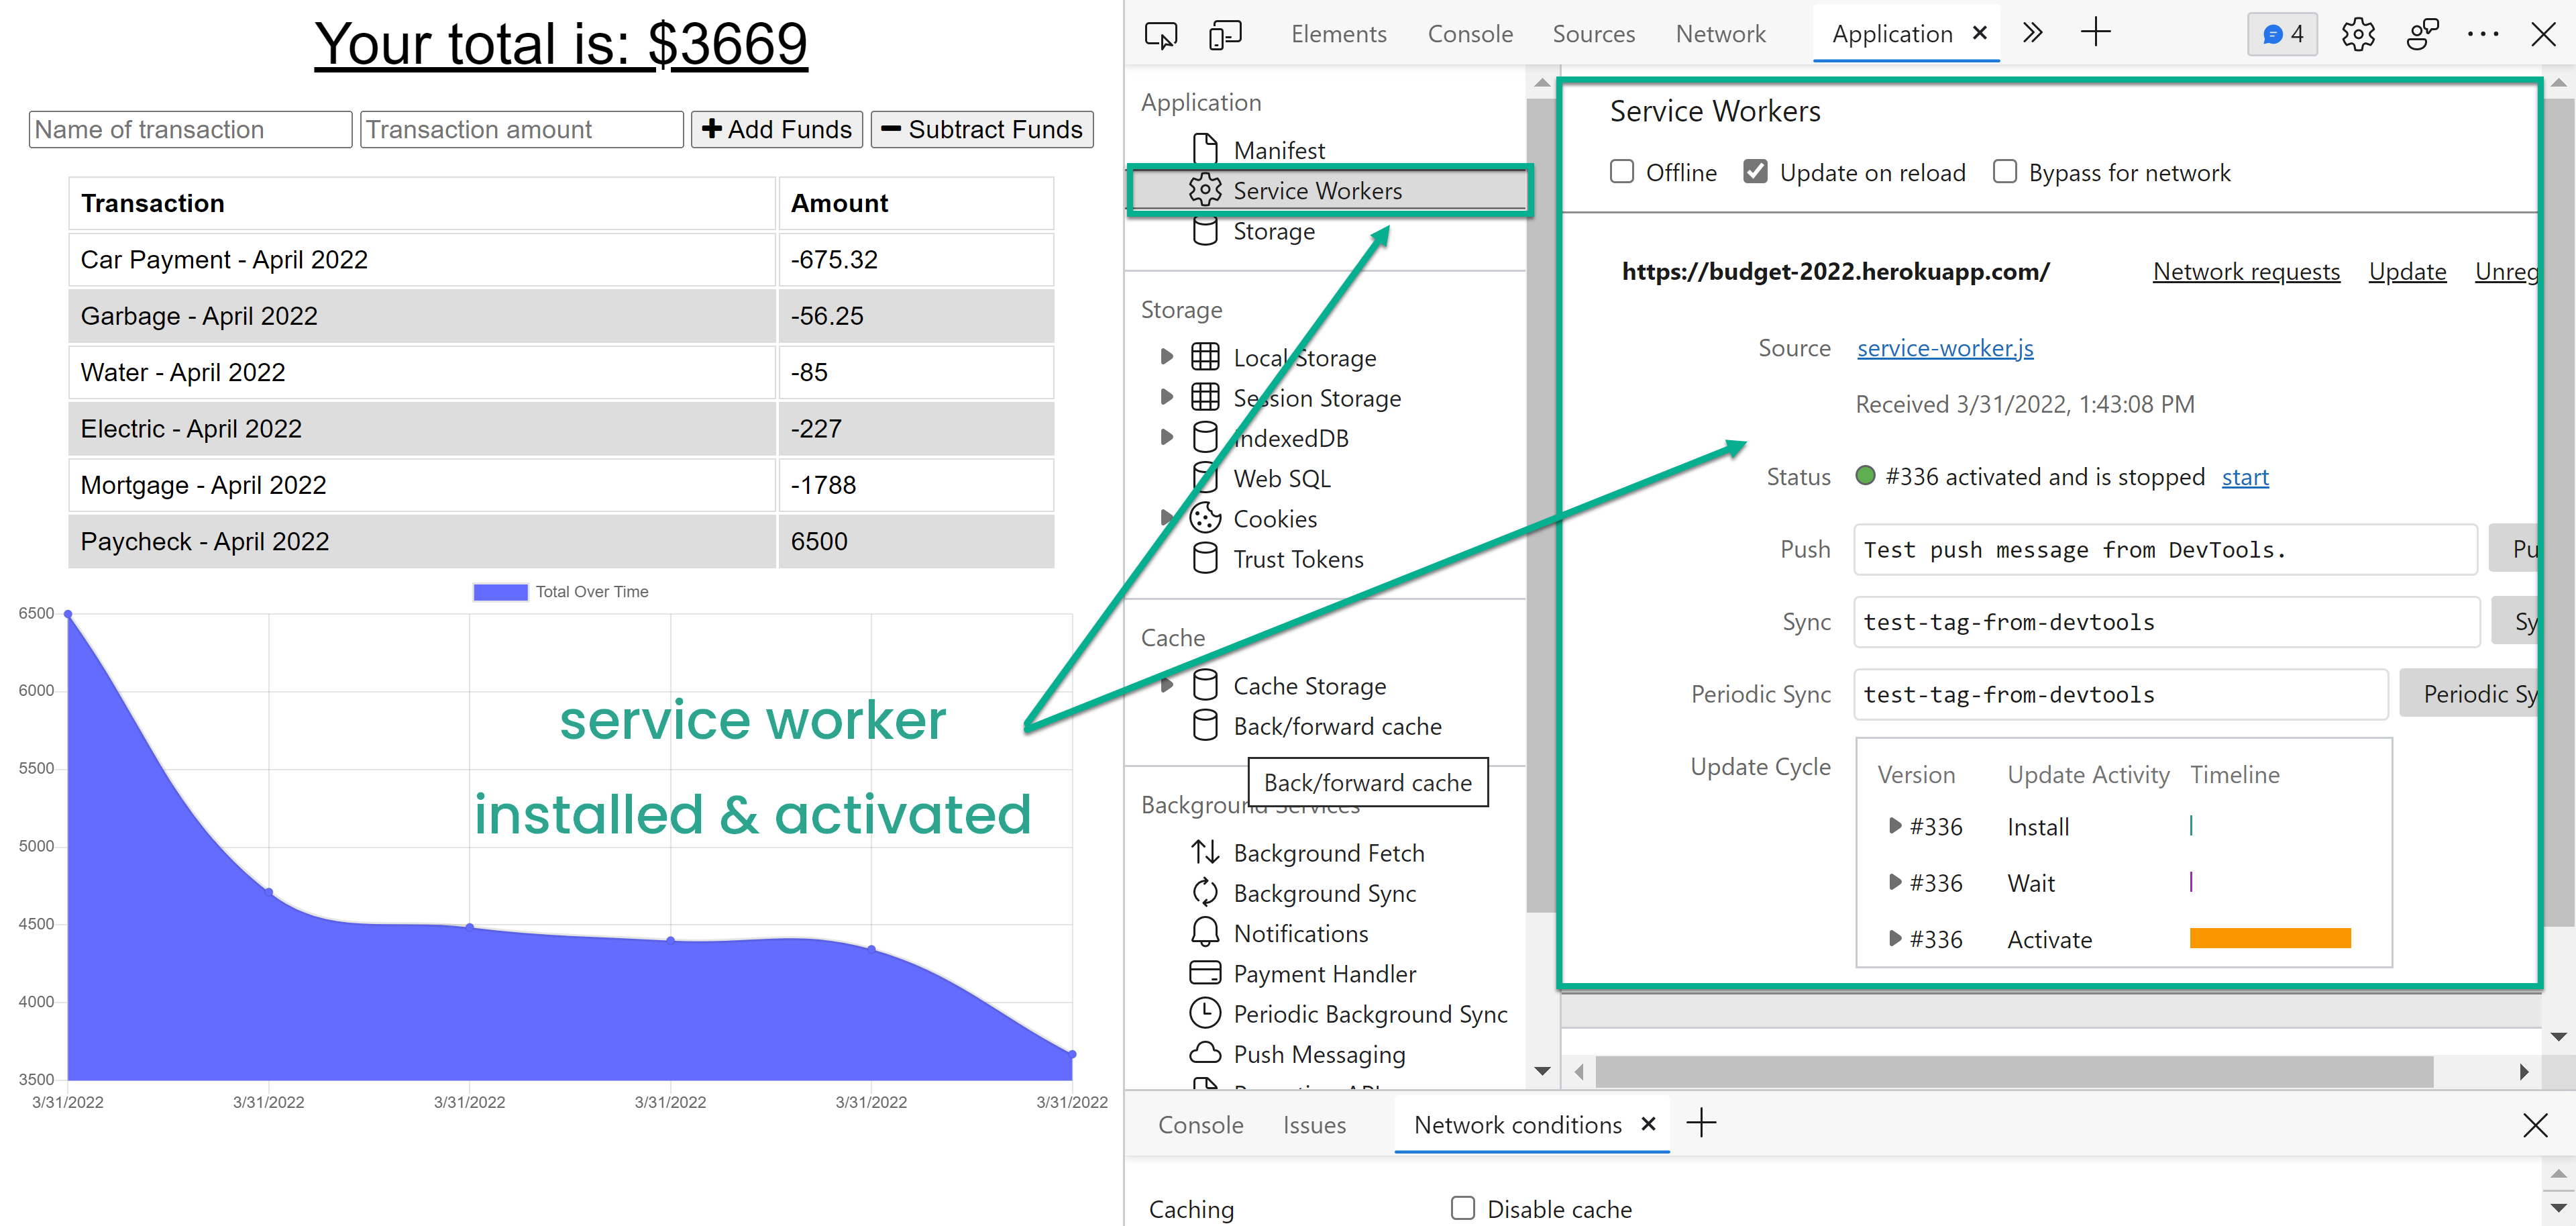 Your total is: $3669
Name of transaction Transaction amount Add Funds Subtract Funds
Transaction Amount
Car Payment - April 2022 -675.32
Garbage - April 2022 -56.25
Water - April 2022 -85
Electric - April 2022 -227
Mortgage - April 2022 -1788
Paycheck - April 2022 6500
Total Over Time
6500
6000
5500
5000
4500
4000
3500
3/31/2022 3/31/2022 3/31/2022 3/31/2022 3/31/2022 3/31/2022
service worker
installed & activated
Elements Console Sources Network Application 4
Application
Manifest
Service Workers
Storage
Storage
Local Storage
Session Storage
IndexedDB
Web SQL
Cookies
Trust Tokens
Cache
Cache Storage
Back/forward cache
Back/forward cache
Background Services
Background Fetch
Background Sync
Notifications
Payment Handler
Periodic Background Sync
Push Messaging
Service Workers
Offline Update on reload Bypass for network
https://budget-2022.herokuapp.com/ Network requests Update Unreg
Source service-worker.js
Received 3/31/2022, 1:43:08 PM
Status #336 activated and is stopped start
Push Test push message from DevTools. Pu
Sync test-tag-from-devtools Sy
Periodic Sync test-tag-from-devtools Periodic Sy
Update Cycle Version Update Activity Timeline
#336 Install
#336 Wait
#336 Activate
Console Issues Network conditions
Caching Disable cache